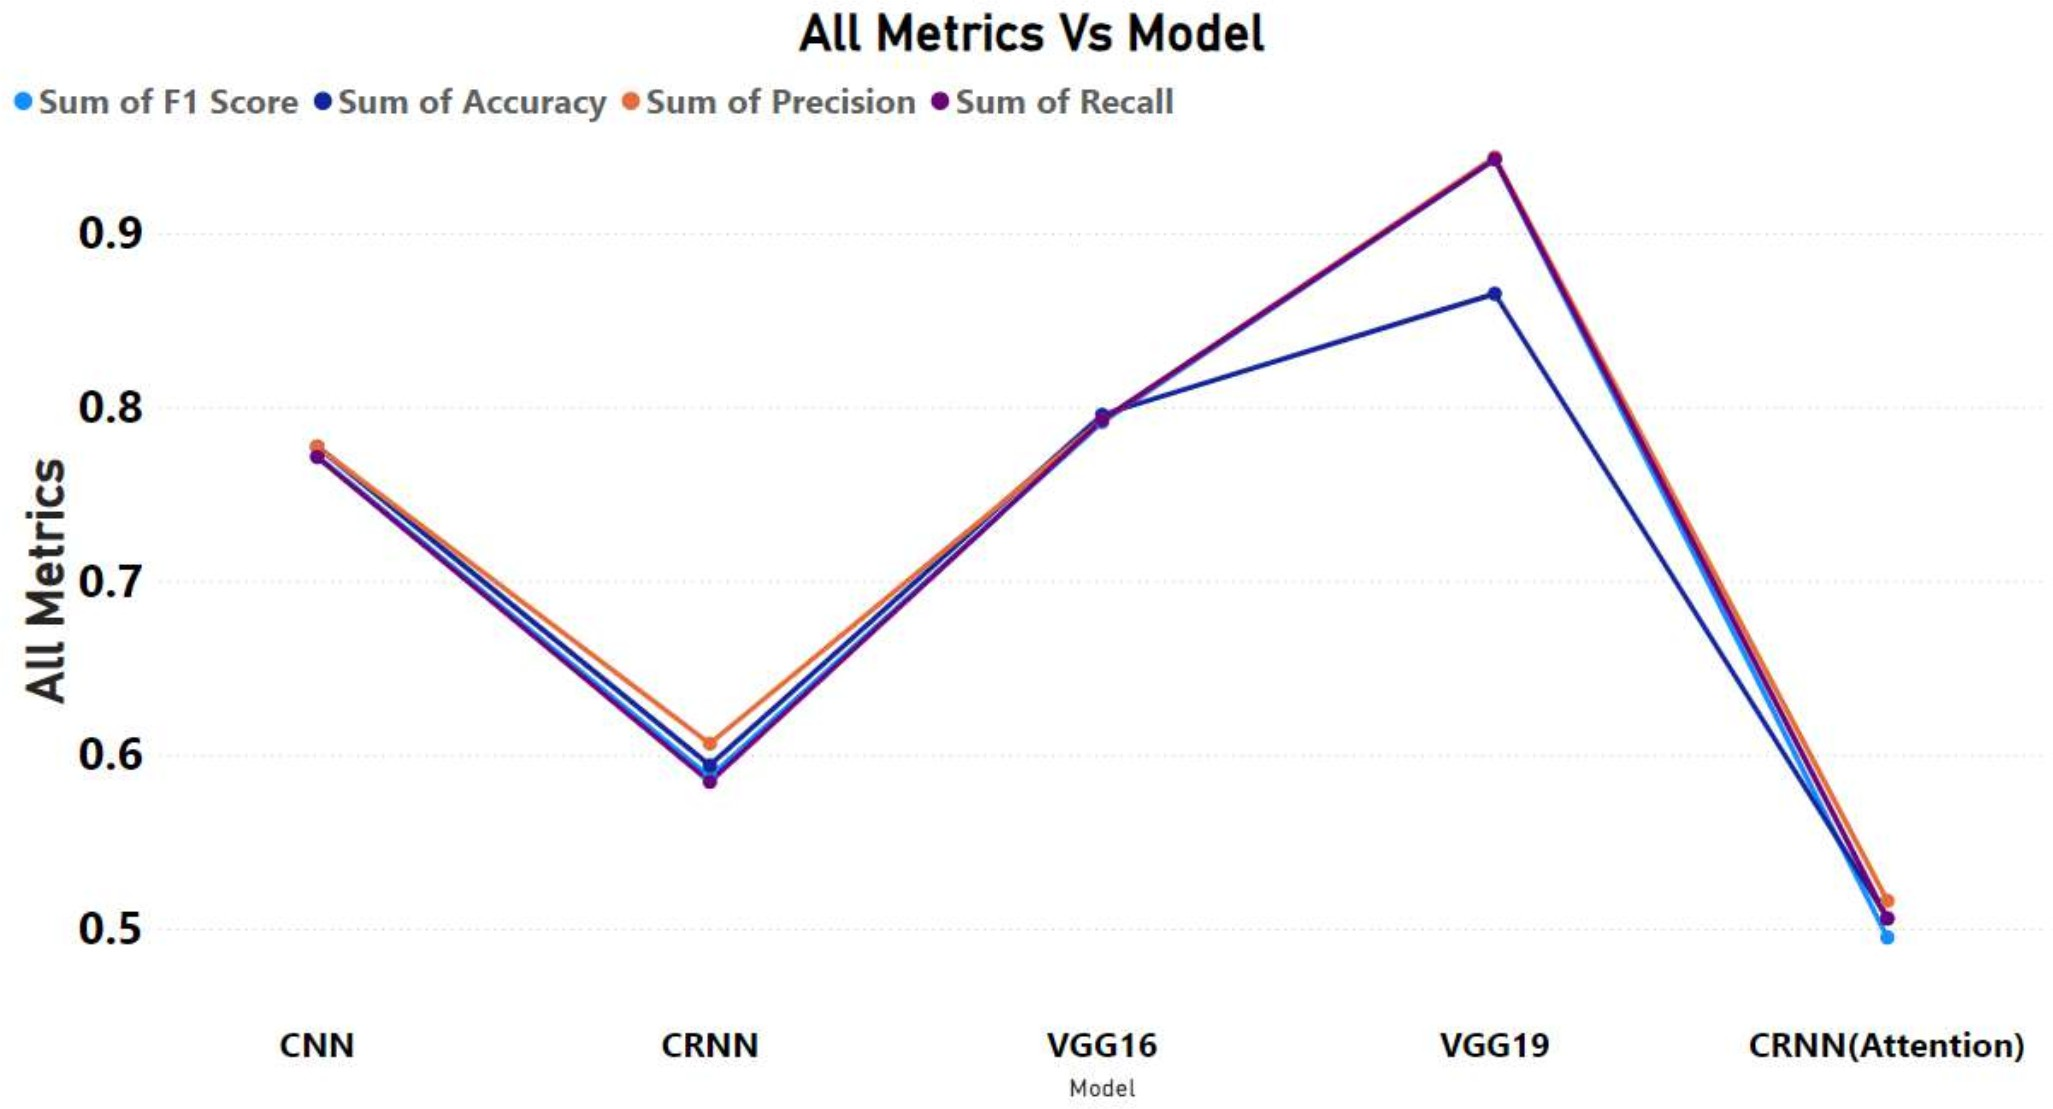 All Metrics Vs Model
Sum of F1 Score Sum of Accuracy Sum of Precision Sum of Recall
All Metrics
0.9
0.8
0.7
0.6
0.5
CNN CRNN VGG16 VGG19 CRNN(Attention)
Model